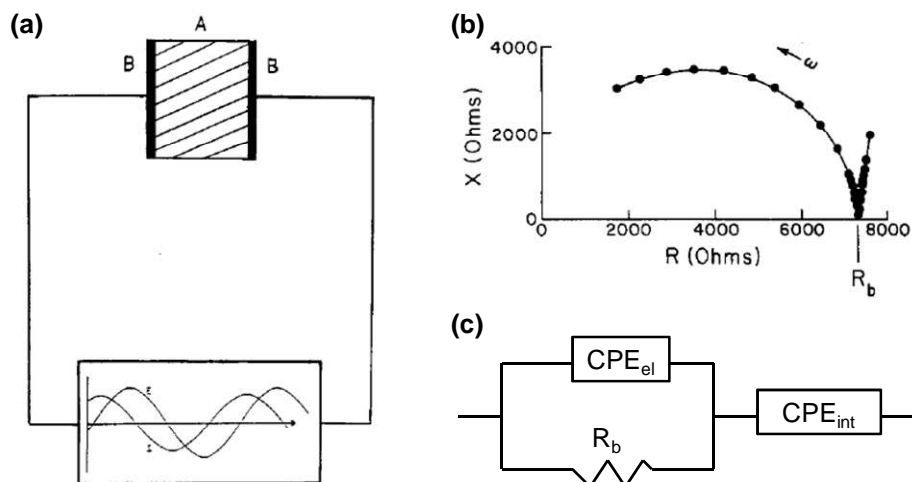 (a)
A
B
B
E
I
(b)
4000
2000
0
X (Ohms)
ω
0
2000
4000
6000
8000
R (Ohms)
R_b
(c)
CPE_el
R_b
CPE_int